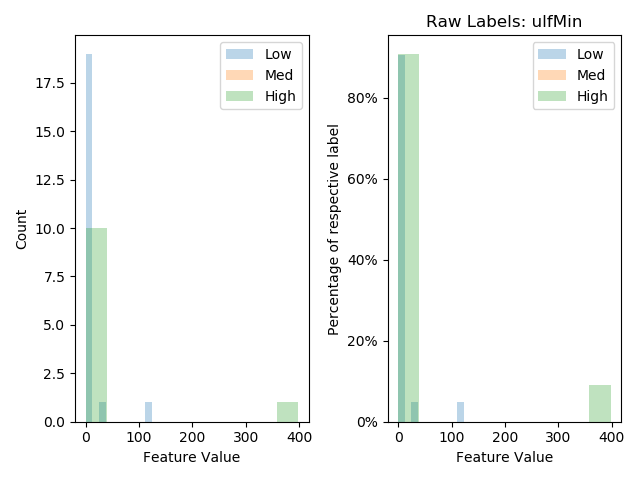 Raw Labels: ulfMin
Count
17.5
15.0
12.5
10.0
7.5
5.0
2.5
0.0
0
100
200
300
400
Feature Value
Low
Med
High
Percentage of respective label
80%
60%
40%
20%
0%
0
100
200
300
400
Feature Value
Low
Med
High